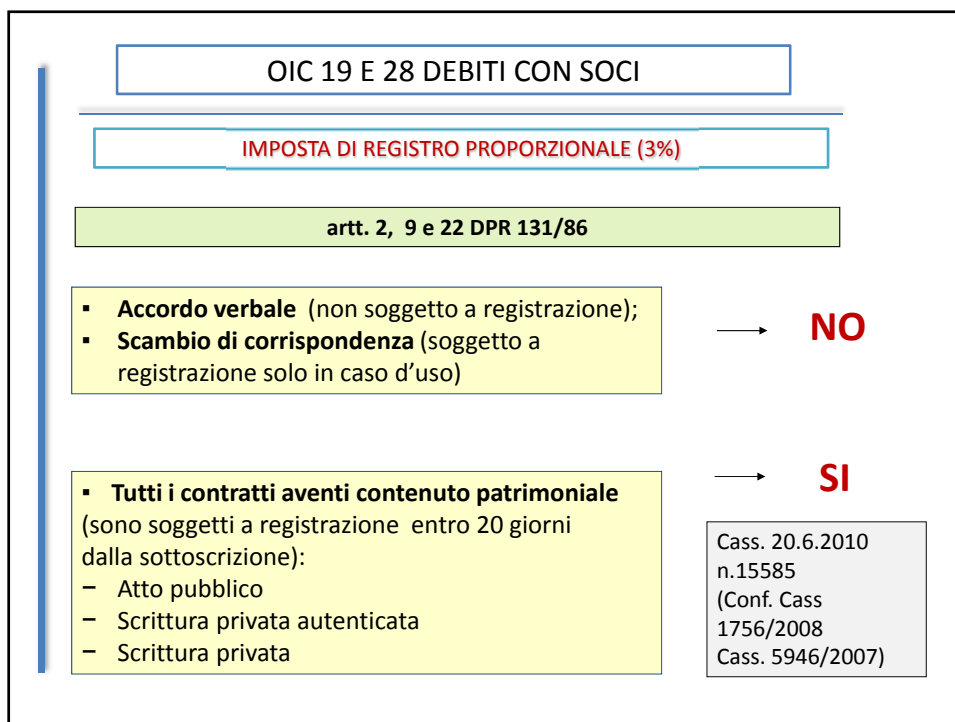 OIC 19 E 28 DEBITI CON SOCI
IMPOSTA DI REGISTRO PROPORZIONALE (3%)
artt. 2, 9 e 22 DPR 131/86
▪ Accordo verbale (non soggetto a registrazione);
▪ Scambio di corrispondenza (soggetto a
registrazione solo in caso d'uso)
NO
▪ Tutti i contratti aventi contenuto patrimoniale
(sono soggetti a registrazione entro 20 giorni
dalla sottoscrizione):
− Atto pubblico
− Scrittura privata autenticata
− Scrittura privata
SI
Cass. 20.6.2010
n.15585
(Conf. Cass
1756/2008
Cass. 5946/2007)